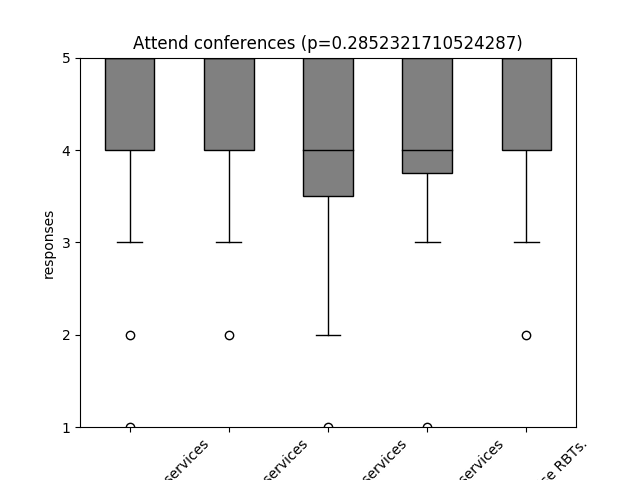 Attend conferences (p=0.2852321710524287)
responses
5
4
3
2
1
services
services
services
services
RBTs.